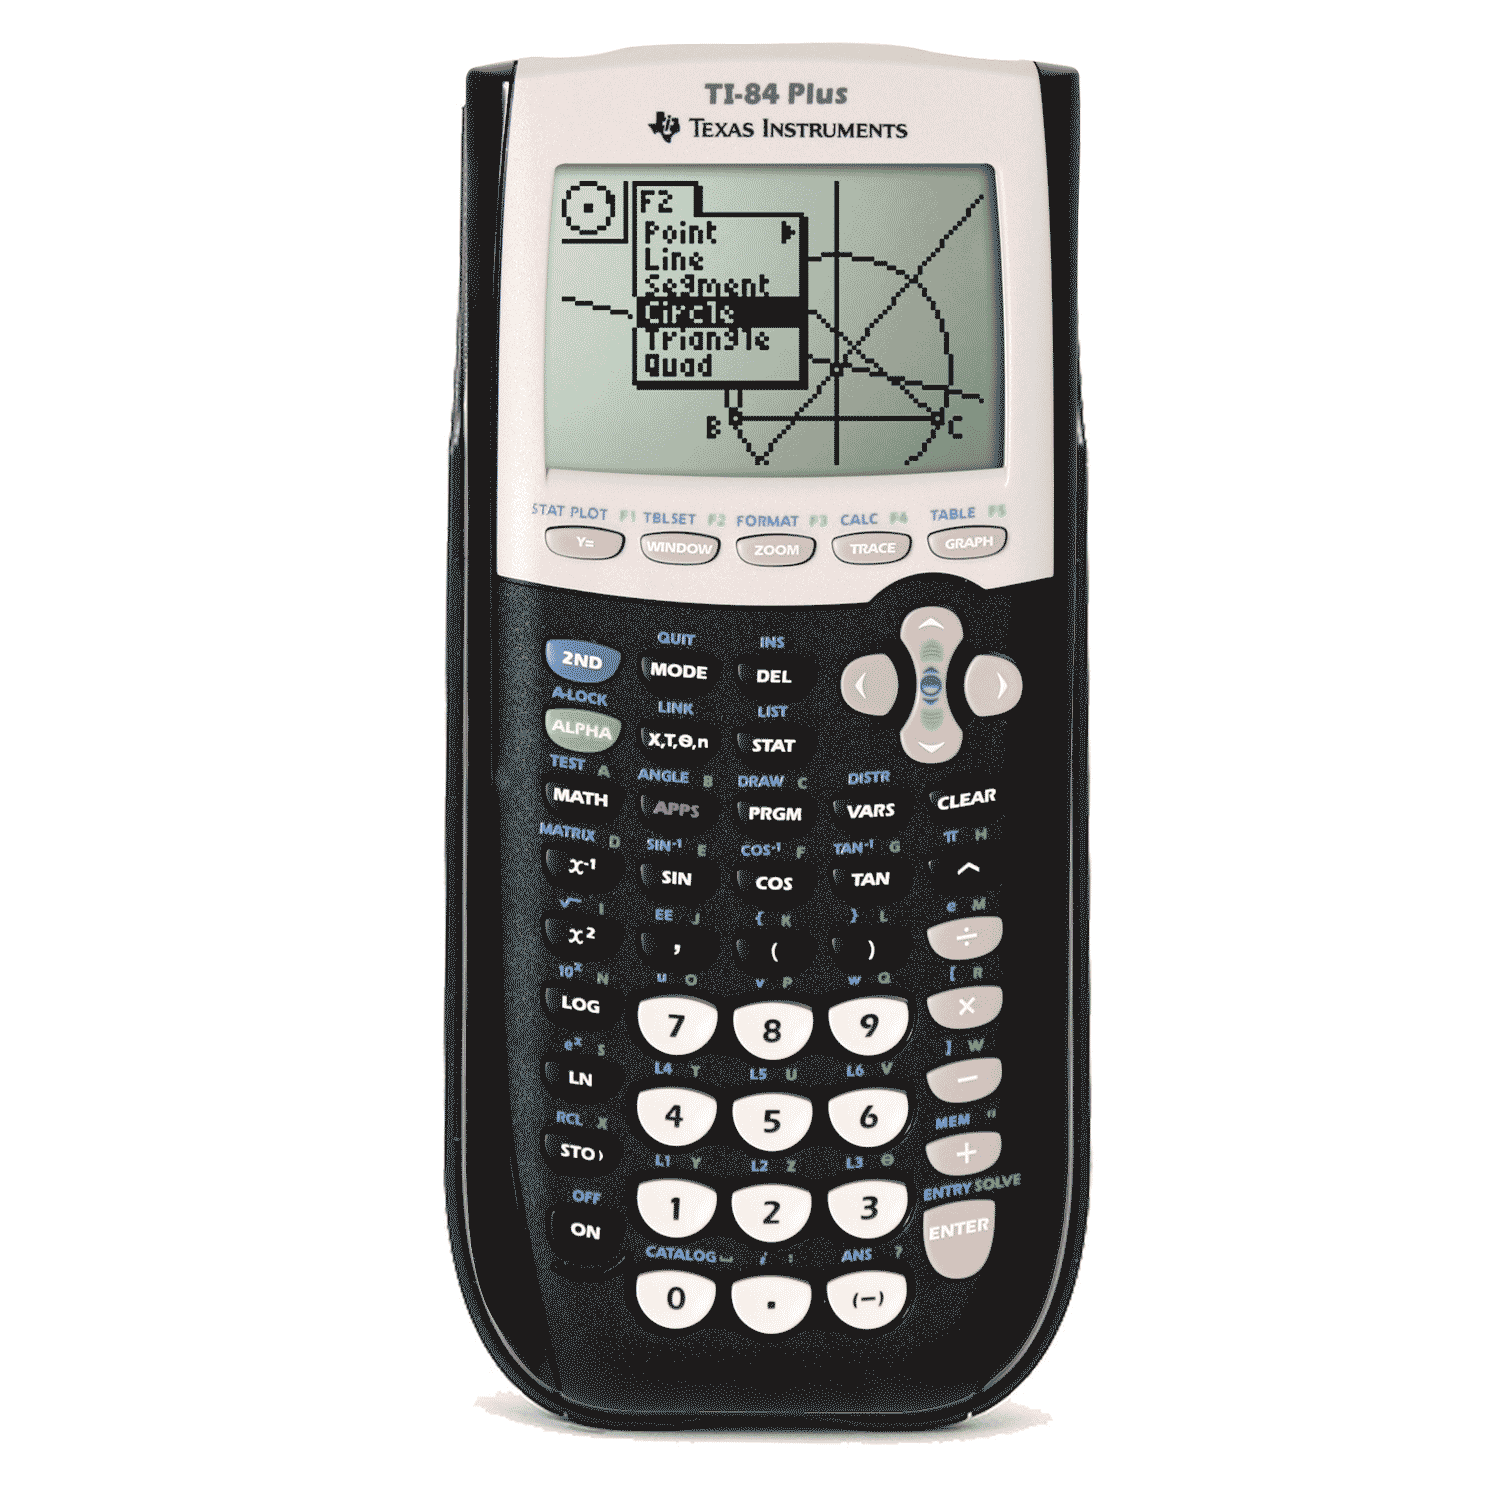 TI-84 Plus
TEXAS INSTRUMENTS
F2
Point
Line
Segment
Circle
Triangle
Quad
B C
STAT PLOT F1 TBLSET F2 FORMAT F3 CALC F4 TABLE F5
Y= WINDOW ZOOM TRACE GRAPH
QUIT INS
2ND MODE DEL
A-LOCK LINK LIST
ALPHA X,T,Θ,n STAT
TEST A ANGLE B DRAW C DISTR
MATH APPS PRGM VARS CLEAR
MATRIX D SIN⁻¹ E COS⁻¹ F TAN⁻¹ G π H
x⁻¹ SIN COS TAN ^
√ I EE J { K } L e M
x² , ( ) ÷
10ˣ N u O v P w Q [ R
LOG 7 8 9 ×
eˣ S L4 T L5 U L6 V ] W
LN 4 5 6 −
RCL X L1 Y L2 Z L3 θ MEM "
STO› 1 2 3 +
OFF CATALOG ⎵ i : ANS ? ENTRY SOLVE
ON 0 . (−) ENTER